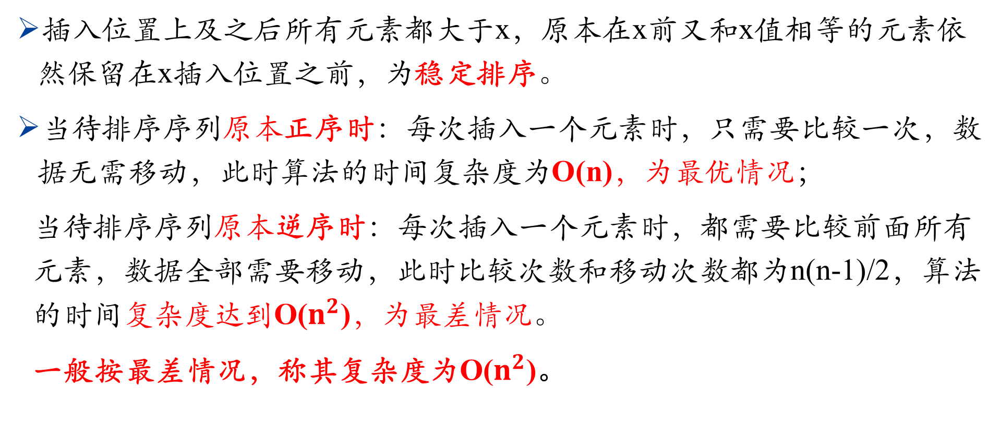 ➢插入位置上及之后所有元素都大于x，原本在x前又和x值相等的元素依
然保留在x插入位置之前，为稳定排序。
➢当待排序序列原本正序时：每次插入一个元素时，只需要比较一次，数
据无需移动，此时算法的时间复杂度为O(n)，为最优情况；
当待排序序列原本逆序时：每次插入一个元素时，都需要比较前面所有
元素，数据全部需要移动，此时比较次数和移动次数都为n(n-1)/2，算法
的时间复杂度达到O(n²)，为最差情况。
一般按最差情况，称其复杂度为O(n²)。